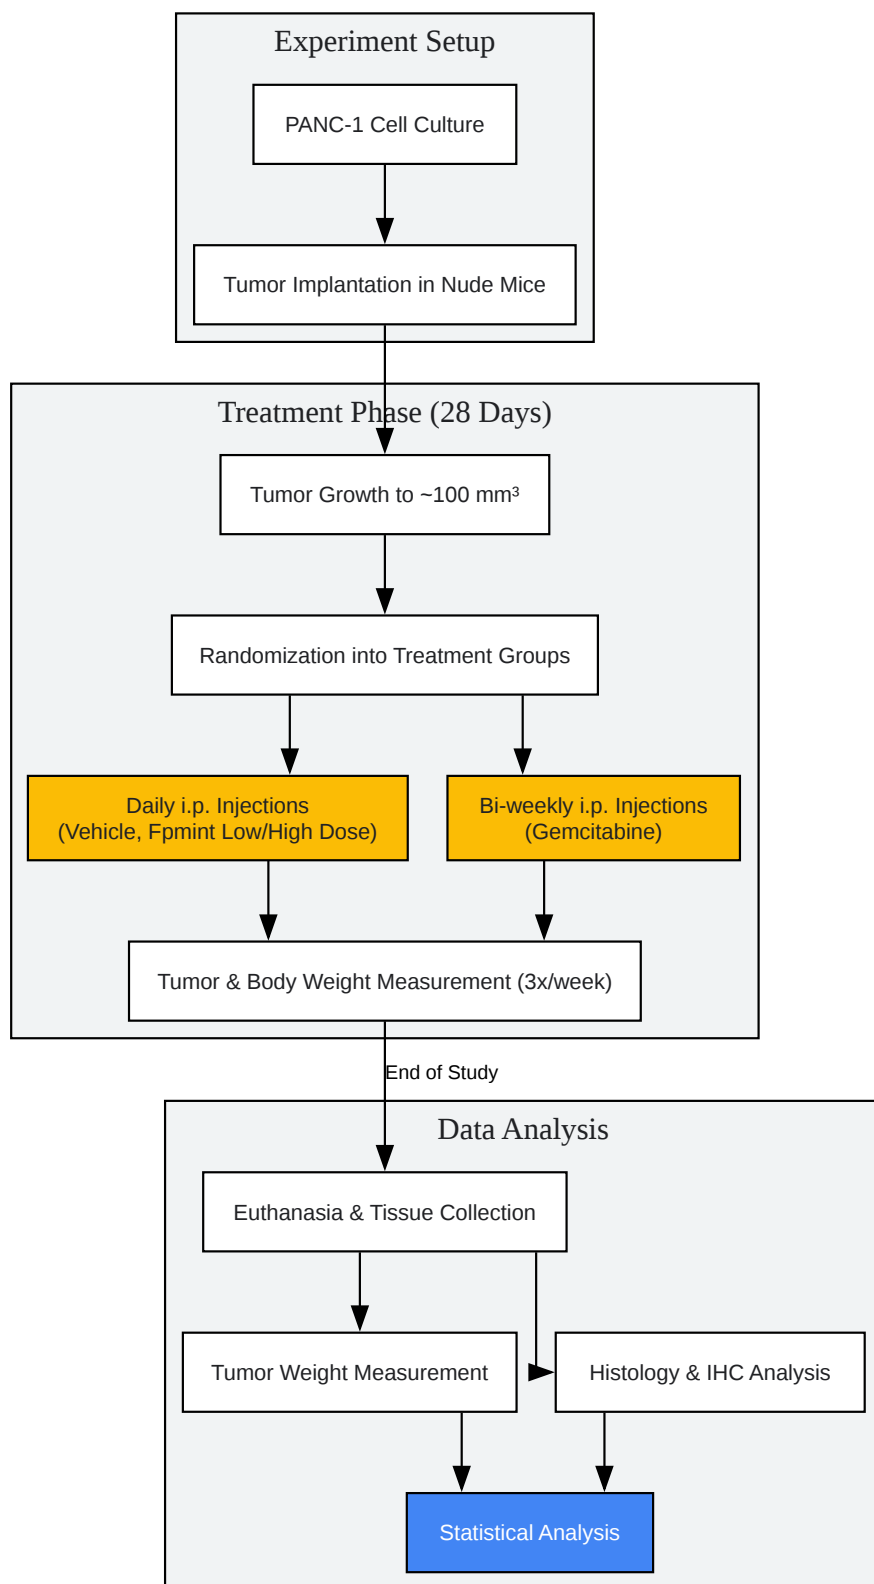 Experiment Setup
PANC-1 Cell Culture
Tumor Implantation in Nude Mice
Treatment Phase (28 Days)
Tumor Growth to ~100 mm³
Randomization into Treatment Groups
Daily i.p. Injections
(Vehicle, Fpmint Low/High Dose)
Bi-weekly i.p. Injections
(Gemcitabine)
Tumor & Body Weight Measurement (3x/week)
End of Study
Data Analysis
Euthanasia & Tissue Collection
Tumor Weight Measurement
Histology & IHC Analysis
Statistical Analysis